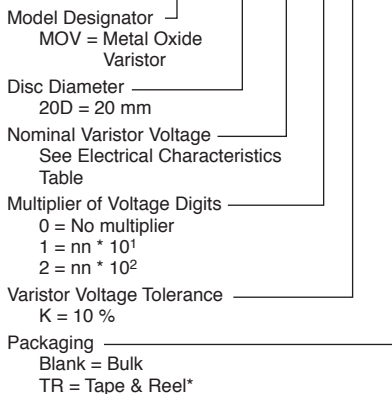 Model Designator
MOV = Metal Oxide
Varistor
Disc Diameter
20D = 20 mm
Nominal Varistor Voltage
See Electrical Characteristics
Table
Multiplier of Voltage Digits
0 = No multiplier
1 = nn * 10¹
2 = nn * 10²
Varistor Voltage Tolerance
K = 10 %
Packaging
Blank = Bulk
TR = Tape & Reel*